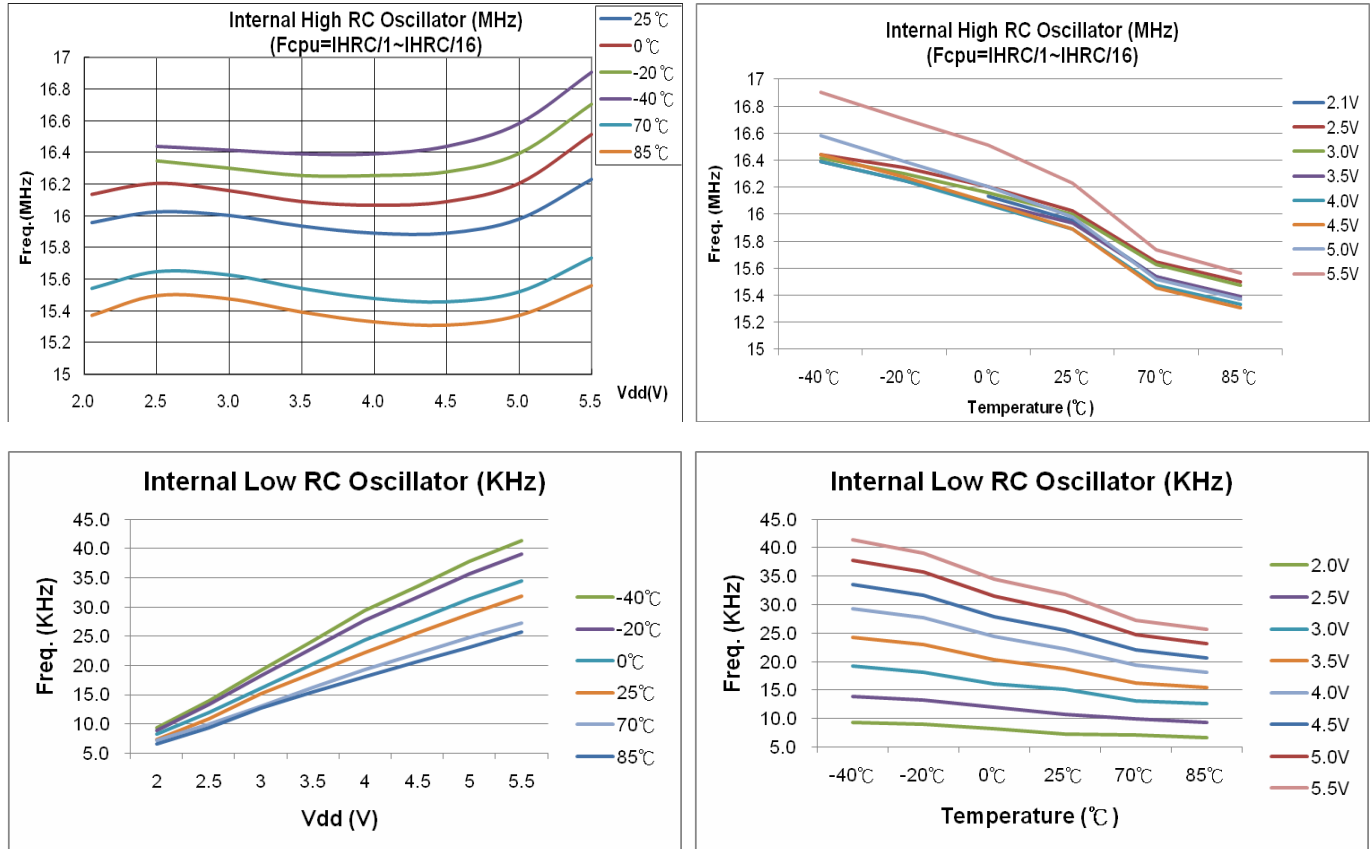 Internal High RC Oscillator (MHz)
(Fcpu=IHRC/1~IHRC/16)
25℃
0℃
-20℃
-40℃
70℃
85℃
Freq.(MHz)
17
16.8
16.6
16.4
16.2
16
15.8
15.6
15.4
15.2
15
2.0 2.5 3.0 3.5 4.0 4.5 5.0 5.5
Vdd(V)
Internal High RC Oscillator (MHz)
(Fcpu=IHRC/1~IHRC/16)
Freq. (MHz)
17
16.8
16.6
16.4
16.2
16
15.8
15.6
15.4
15.2
15
-40℃ -20℃ 0℃ 25℃ 70℃ 85℃
Temperature (℃)
2.1V
2.5V
3.0V
3.5V
4.0V
4.5V
5.0V
5.5V
Internal Low RC Oscillator (KHz)
Freq. (KHz)
45.0
40.0
35.0
30.0
25.0
20.0
15.0
10.0
5.0
2 2.5 3 3.5 4 4.5 5 5.5
Vdd (V)
-40℃
-20℃
0℃
25℃
70℃
85℃
Internal Low RC Oscillator (KHz)
Freq. (KHz)
45.0
40.0
35.0
30.0
25.0
20.0
15.0
10.0
5.0
-40℃ -20℃ 0℃ 25℃ 70℃ 85℃
Temperature (℃)
2.0V
2.5V
3.0V
3.5V
4.0V
4.5V
5.0V
5.5V